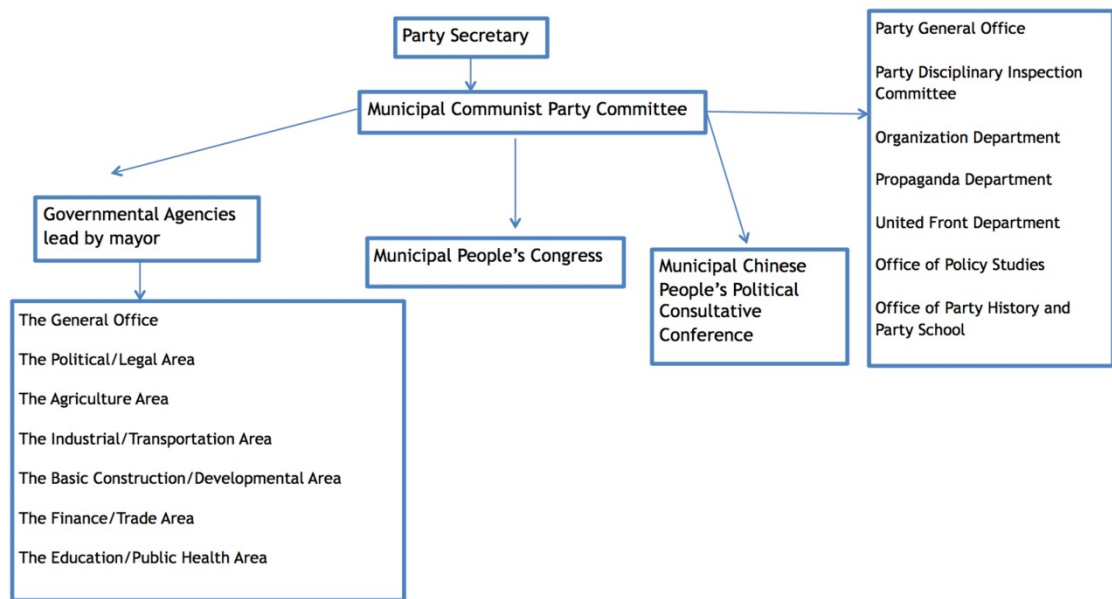 Party Secretary
Municipal Communist Party Committee
Governmental Agencies
lead by mayor
Municipal People's Congress
Municipal Chinese
People's Political
Consultative
Conference
Party General Office
Party Disciplinary Inspection
Committee
Organization Department
Propaganda Department
United Front Department
Office of Policy Studies
Office of Party History and
Party School
The General Office
The Political/Legal Area
The Agriculture Area
The Industrial/Transportation Area
The Basic Construction/Developmental Area
The Finance/Trade Area
The Education/Public Health Area